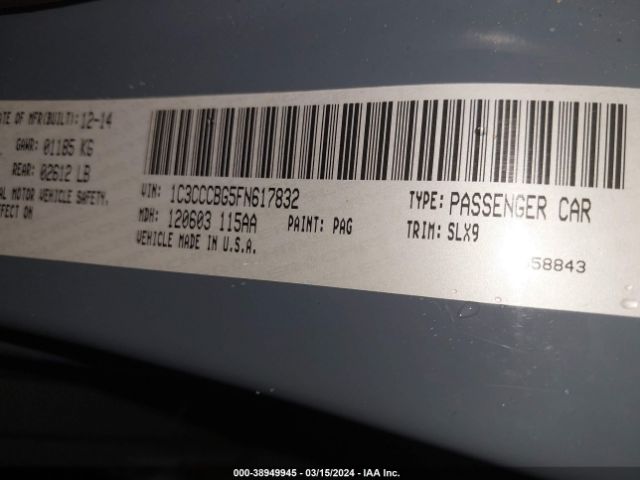 ATE OF MFR(BUILT): 12-14
GAWR: 01185 KG
REAR: 02612 LB
AL MOTOR VEHICLE SAFETY,
FFECT ON
VIN: 1C3CCCBG5FN617832
TYPE: PASSENGER CAR
MDH: 120603 115AA
PAINT: PAG
TRIM: SLX9
VEHICLE MADE IN U.S.A.
58843
000-38949945 - 03/15/2024 - IAA Inc.